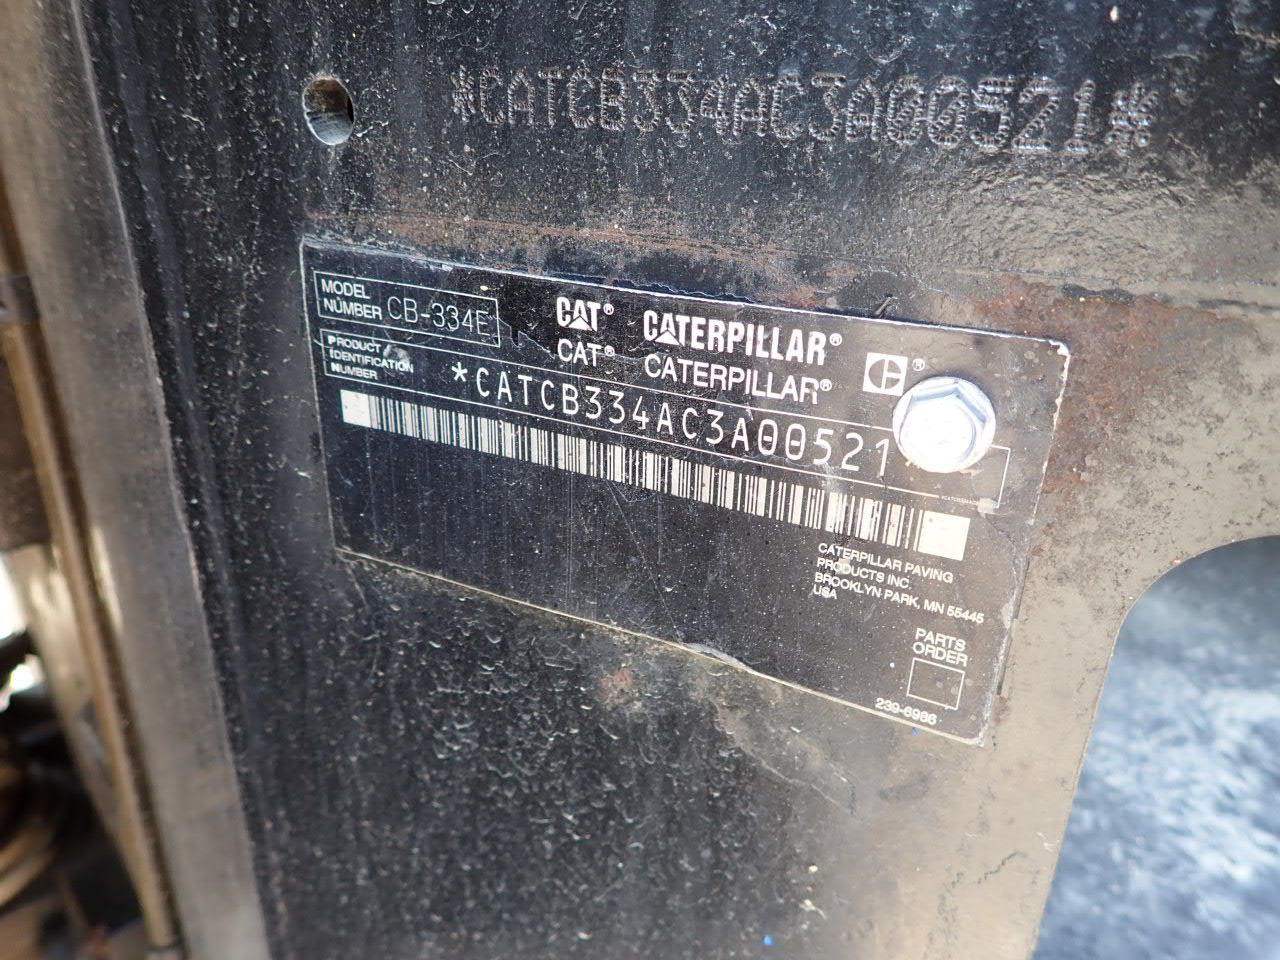 *CATCB334AC3A00521*
MODEL
NUMBER CB-334E
CAT® CATERPILLAR®
CAT® CATERPILLAR®
PRODUCT
IDENTIFICATION
NUMBER
*CATCB334AC3A00521
CATERPILLAR PAVING
PRODUCTS INC.
BROOKLYN PARK, MN 55445
USA
PARTS
ORDER
239-6986